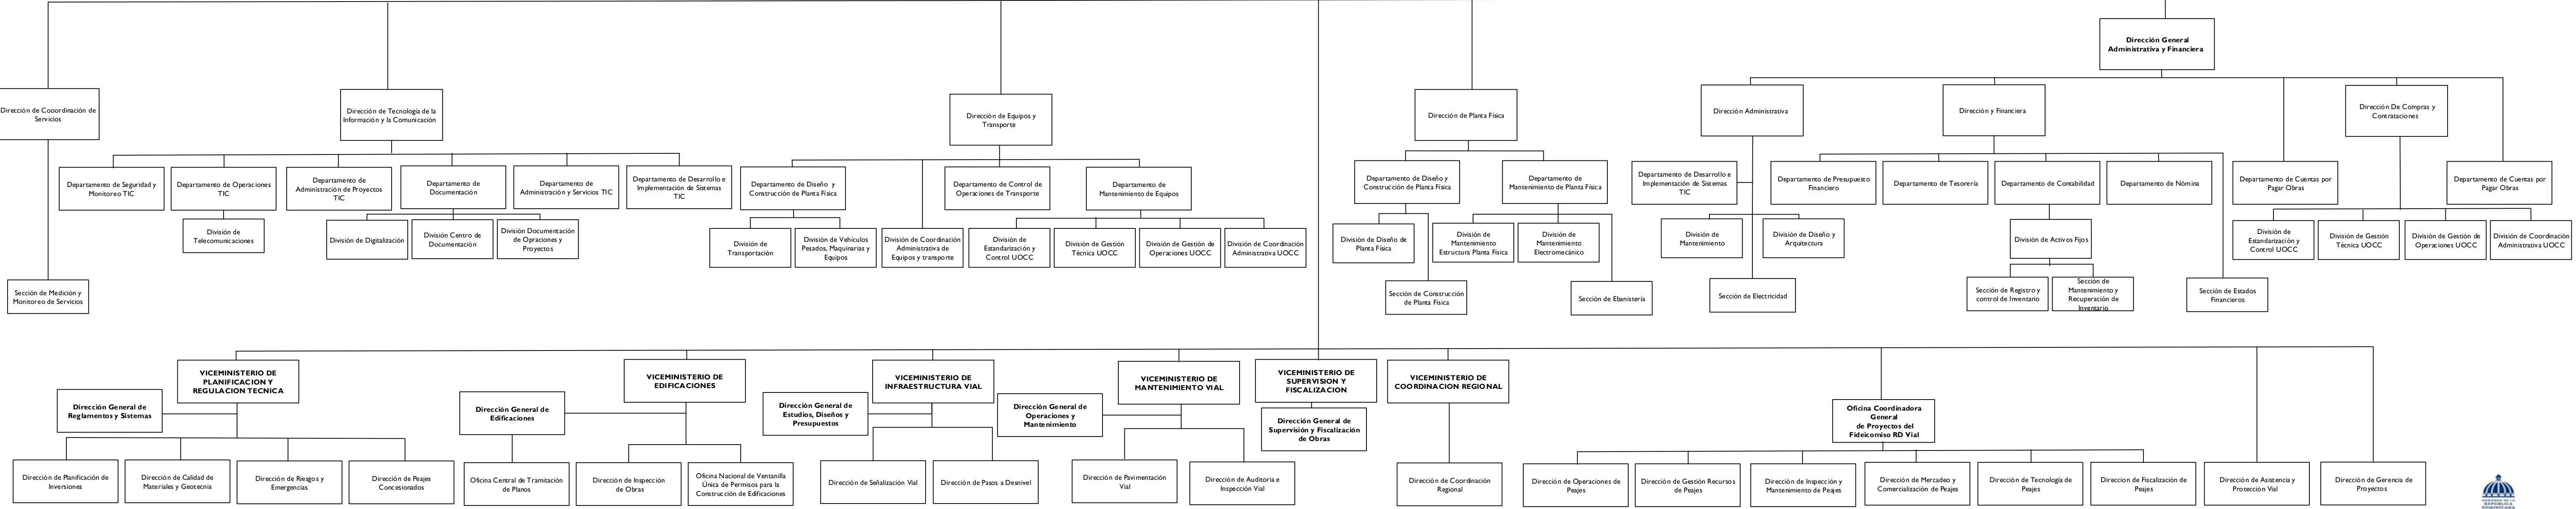 Dirección General
Administrativa y Financiera
Dirección de Cooordinación de
Servicios
Dirección de Tecnología de la
Información y la Comunicación
Dirección de Equipos y
Transporte
Dirección de Planta Física
Dirección Administrativa
Dirección y Financiera
Dirección De Compras y
Contrataciones
Departamento de Seguridad y
Monitoreo TIC
Departamento de Operaciones
TIC
Departamento de
Administración de Proyectos
TIC
Departamento de
Documentación
Departamento de
Administración y Servicios TIC
Departamento de Desarrollo e
Implementación de Sistemas
TIC
Departamento de Diseño y
Construcción de Planta Física
Departamento de Control de
Operaciones de Transporte
Departamento de
Mantenimiento de Equipos
Departamento de Diseño y
Construcción de Planta Física
Departamento de
Mantenimiento de Planta Física
Departamento de Desarrollo e
Implementación de Sistemas
TIC
Departamento de Presupuesto
Financiero
Departamento de Tesorería
Departamento de Contabilidad
Departamento de Nómina
Departamento de Cuentas por
Pagar Obras
Departamento de Cuentas por
Pagar Obras
División de
Telecomunicaciones
División de Digitalización
División Centro de
Documentación
División Documentación
de Opraciones y
Proyectos
División de
Transportación
División de Vehículos
Pesados, Maquinarias y
Equipos
División de Coordinación
Administrativa de
Equipos y transporte
División de
Estandarización y
Control UOCC
División de Gestión
Técnica UOCC
División de Gestión de
Operaciones UOCC
División de Coordinación
Administrativa UOCC
División de Diseño de
Planta Física
División de
Mantenimiento
Estructura Planta Física
División de
Mantenimiento
Electromecánico
División de
Mantenimiento
División de Diseño y
Arquitectura
División de Activos Fijos
División de
Estandarización y
Control UOCC
División de Gestión
Técnica UOCC
División de Gestión de
Operaciones UOCC
División de Coordinación
Administrativa UOCC
Sección de Medición y
Monitoreo de Servicios
Sección de Construcción
de Planta Física
Sección de Ebanistería
Sección de Electricidad
Sección de Registro y
control de Inventario
Sección de
Mantenimiento y
Recuperación de
Inventario
Sección de Estados
Financieros
VICEMINISTERIO DE
PLANIFICACION Y
REGULACION TECNICA
VICEMINISTERIO DE
EDIFICACIONES
VICEMINISTERIO DE
INFRAESTRUCTURA VIAL
VICEMINISTERIO DE
MANTENIMIENTO VIAL
VICEMINISTERIO DE
SUPERVISION Y
FISCALIZACION
VICEMINISTERIO DE
COORDINACION REGIONAL
Dirección General de
Reglamentos y Sistemas
Dirección General de
Edificaciones
Dirección General de
Estudios, Diseños y
Presupuestos
Dirección General de
Operaciones y
Mantenimiento
Dirección General de
Supervisión y Fiscalización
de Obras
Oficina Coordinadora
General
de Proyectos del
Fideicomiso RD Vial
Dirección de Planificación de
Inversiones
Dirección de Calidad de
Materiales y Geotecnia
Dirección de Riesgos y
Emergencias
Dirección de Peajes
Concesionados
Oficina Central de Tramitación
de Planos
Dirección de Inspección
de Obras
Oficina Nacional de Ventanilla
Única de Permisos para la
Construcción de Edificaciones
Dirección de Señalización Vial
Dirección de Pasos a Desnivel
Dirección de Pavimentación
Vial
Dirección de Auditoria e
Inspección Vial
Dirección de Coordinación
Regional
Dirección de Operaciones de
Peajes
Dirección de Gestión Recursos
de Peajes
Dirección de Inspección y
Mantenimiento de Peajes
Dirección de Mercadeo y
Comercialización de Peajes
Dirección de Tecnología de
Peajes
Direccion de Fiscalización de
Peajes
Dirección de Asistencia y
Protección Vial
Dirección de Gerencia de
Proyectos
GOBIERNO DE LA
REPÚBLICA
DOMINICANA